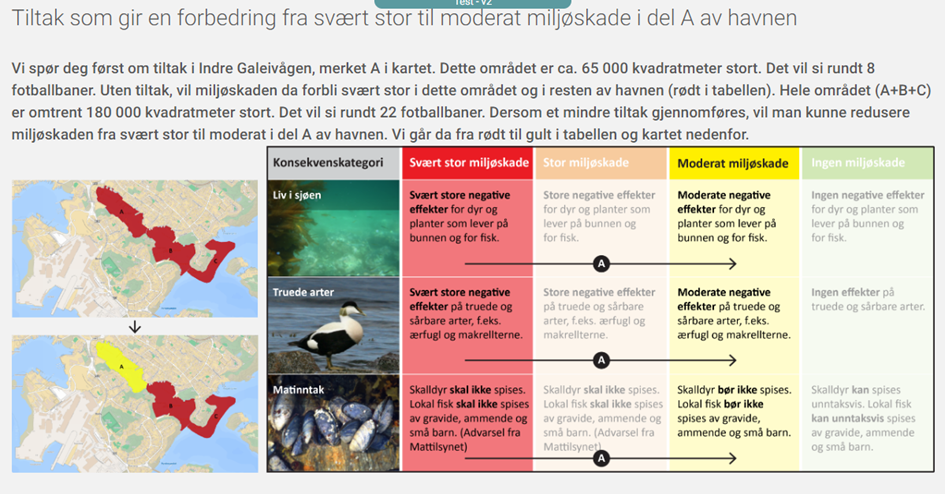 Test - V2
Tiltak som gir en forbedring fra svært stor til moderat miljøskade i del A av havnen
Vi spør deg først om tiltak i Indre Galeivågen, merket A i kartet. Dette området er ca. 65 000 kvadratmeter stort. Det vil si rundt 8
fotballbaner. Uten tiltak, vil miljøskaden da forbli svært stor i dette området og i resten av havnen (rødt i tabellen). Hele området (A+B+C)
er omtrent 180 000 kvadratmeter stort. Det vil si rundt 22 fotballbaner. Dersom et mindre tiltak gjennomføres, vil man kunne redusere
miljøskaden fra svært stor til moderat i del A av havnen. Vi går da fra rødt til gult i tabellen og kartet nedenfor.
A
B
C
A
B
C
Konsekvenskategori
Svært stor miljøskade
Stor miljøskade
Moderat miljøskade
Ingen miljøskade
Liv i sjøen
Svært store negative
effekter for dyr og
planter som lever på
bunnen og for fisk.
Store negative effekter
for dyr og planter som
lever på bunnen og
for fisk.
Moderate negative
effekter for dyr og
planter som lever på
bunnen og for fisk.
Ingen negative effekter
for dyr og planter som
lever på bunnen og for
fisk.
A
Truede arter
Svært store negative
effekter på truede og
sårbare arter, f.eks.
ærfugl og makrellterne.
Store negative effekter
på truede og sårbare
arter, f.eks. ærfugl og
makrellterne.
Moderate negative
effekter på truede og
sårbare arter, f.eks.
ærfugl og makrellterne.
Ingen effekter på
truede og sårbare arter.
A
Matinntak
Skalldyr skal ikke spises.
Lokal fisk skal ikke spises
av gravide, ammende og
små barn. (Advarsel fra
Mattilsynet)
Skalldyr skal ikke spises.
Lokal fisk skal ikke spises
av gravide, ammende og
små barn. (Advarsel fra
Mattilsynet)
Skalldyr bør ikke spises.
Lokal fisk bør ikke
spises av gravide,
ammende og små barn.
Skalldyr kan spises
unntaksvis. Lokal fisk
kan unntaksvis spises
av gravide, ammende
og små barn.
A